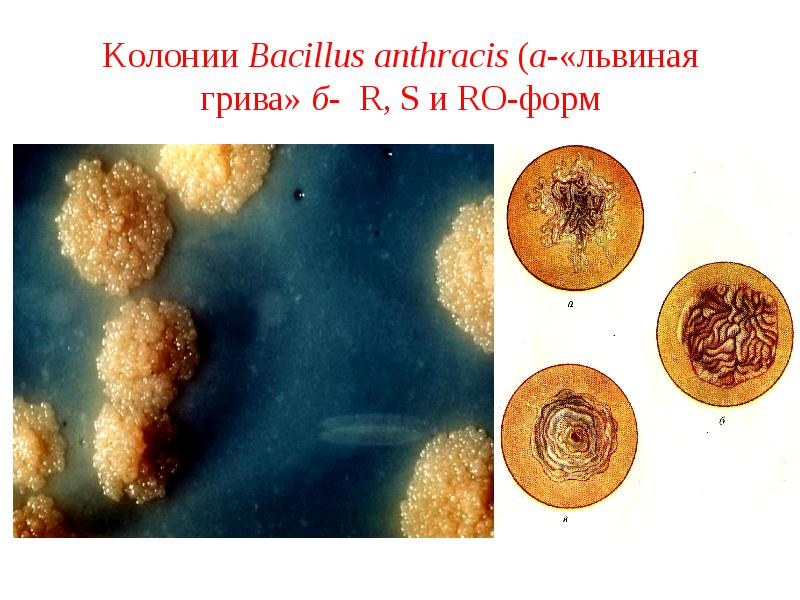 Колонии Bacillus anthracis (а-«львиная
грива» б- R, S и RO-форм
а
б
в